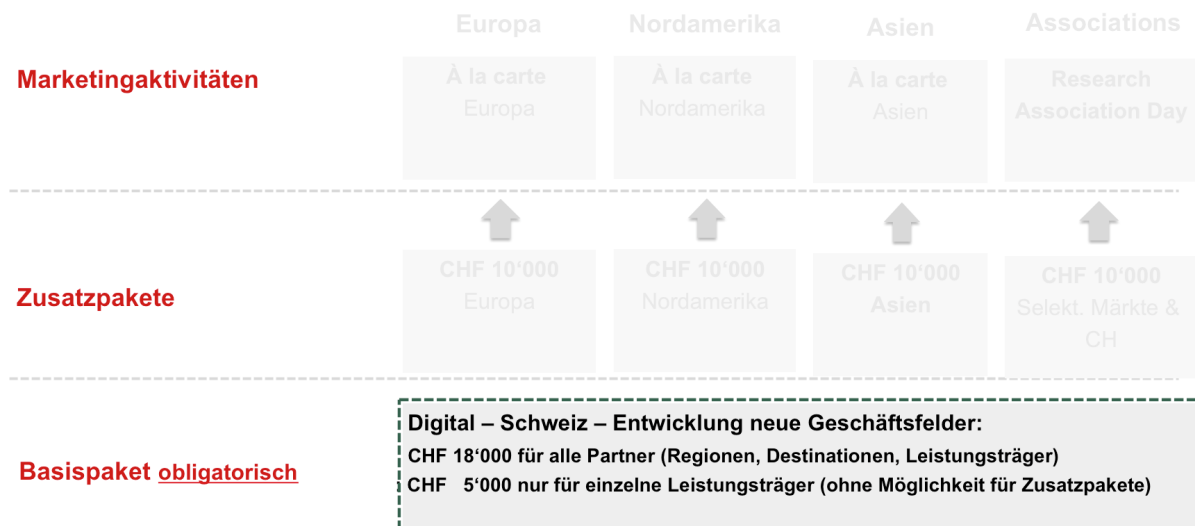 Europa Nordamerika Asien Associations
Marketingaktivitäten
À la carte
Europa
À la carte
Nordamerika
À la carte
Asien
Research
Association Day
Zusatzpakete
CHF 10‘000
Europa
CHF 10‘000
Nordamerika
CHF 10‘000
Asien
CHF 10‘000
Selekt. Märkte &
CH
Basispaket obligatorisch
Digital – Schweiz – Entwicklung neue Geschäftsfelder:
CHF 18‘000 für alle Partner (Regionen, Destinationen, Leistungsträger)
CHF 5‘000 nur für einzelne Leistungsträger (ohne Möglichkeit für Zusatzpakete)